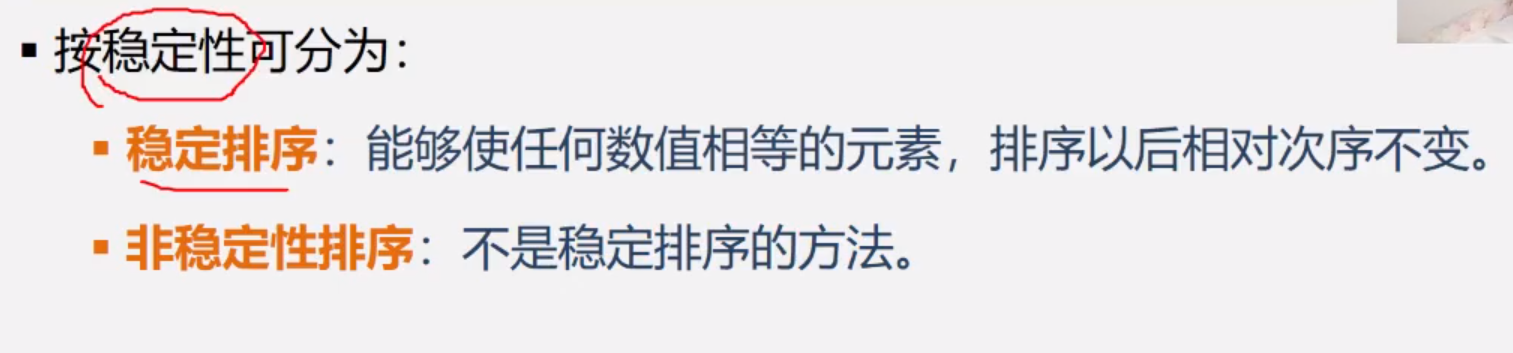 ▪ 按稳定性可分为：
▪ 稳定排序：能够使任何数值相等的元素，排序以后相对次序不变。
▪ 非稳定性排序：不是稳定排序的方法。